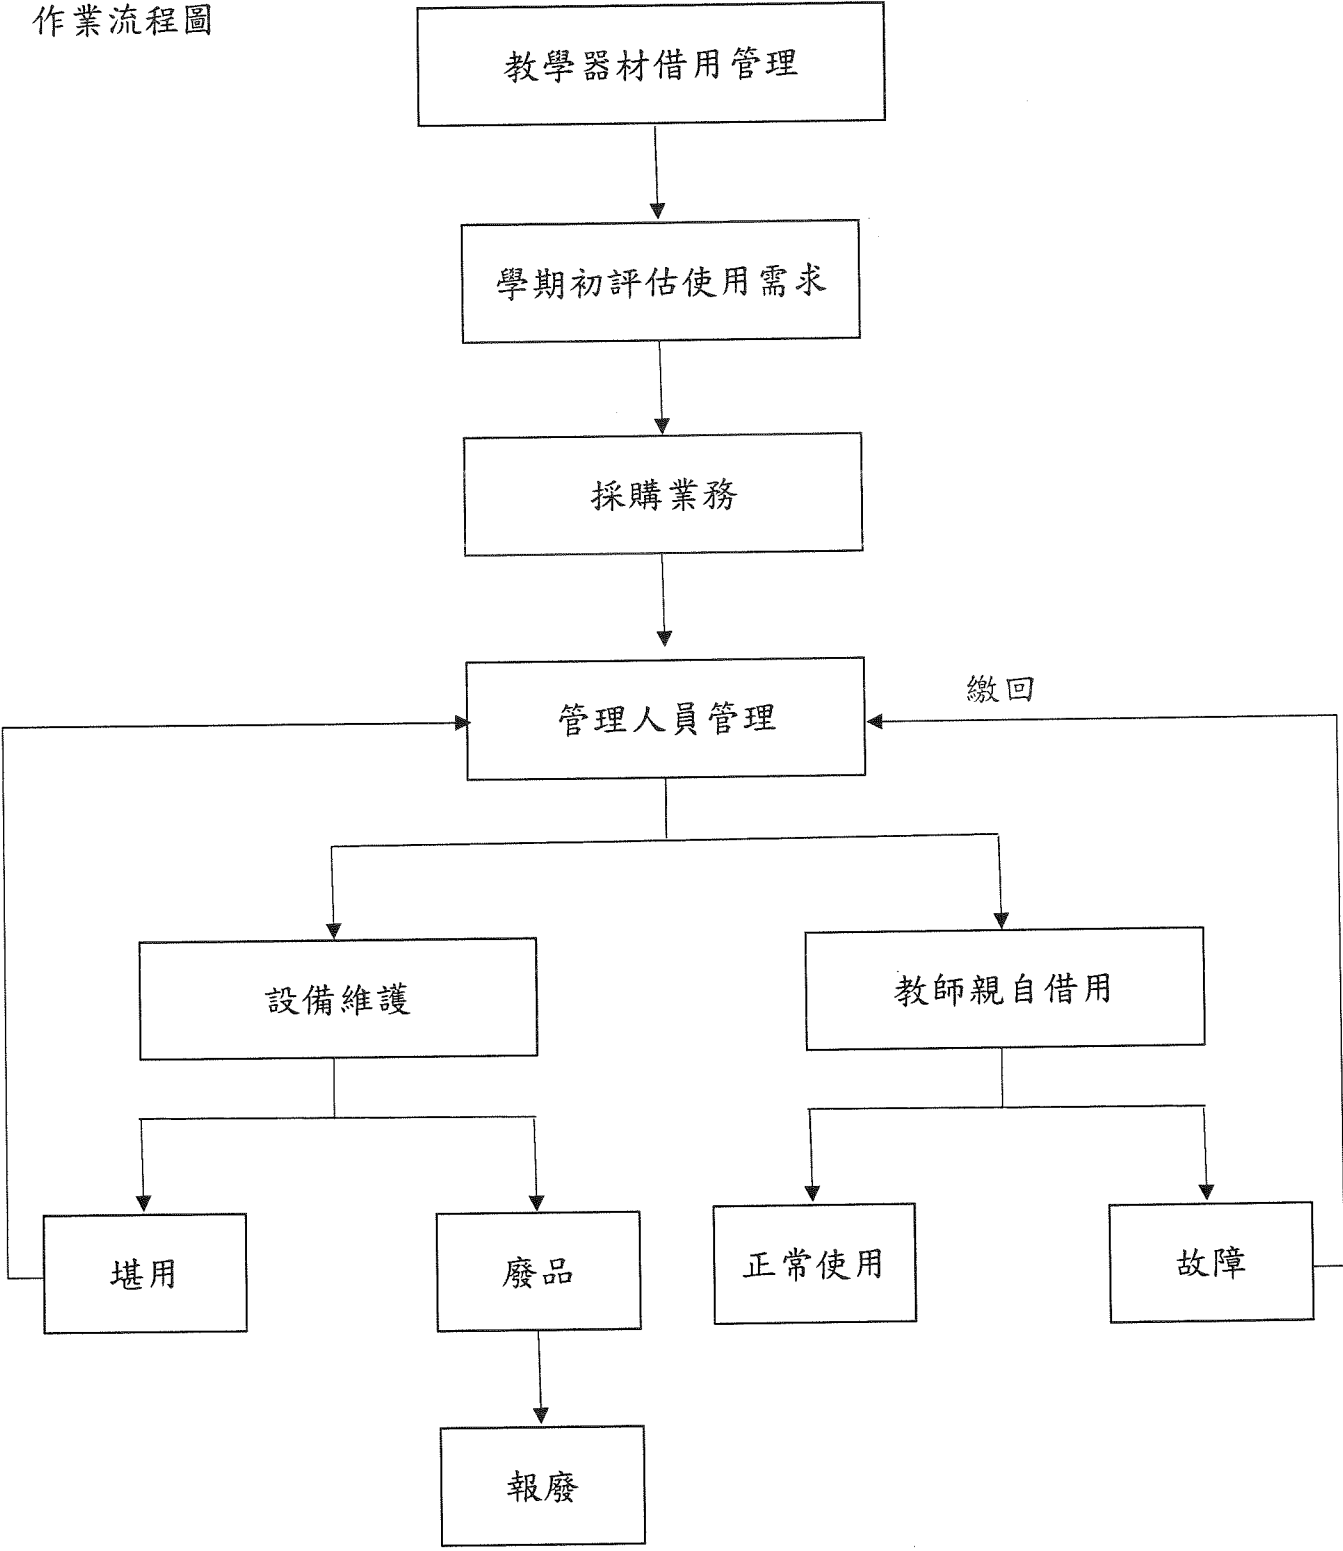 作業流程圖
教學器材借用管理
學期初評估使用需求
採購業務
繳回
管理人員管理
設備維護
教師親自借用
堪用
廢品
正常使用
故障
報廢